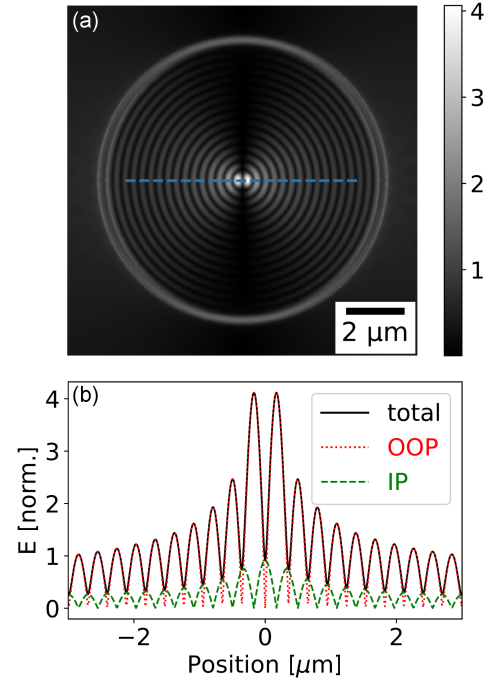 (a)
4
3
2
1
2 μm
(b)
4
3
2
1
0
E [norm.]
total
OOP
IP
−2
0
2
Position [μm]